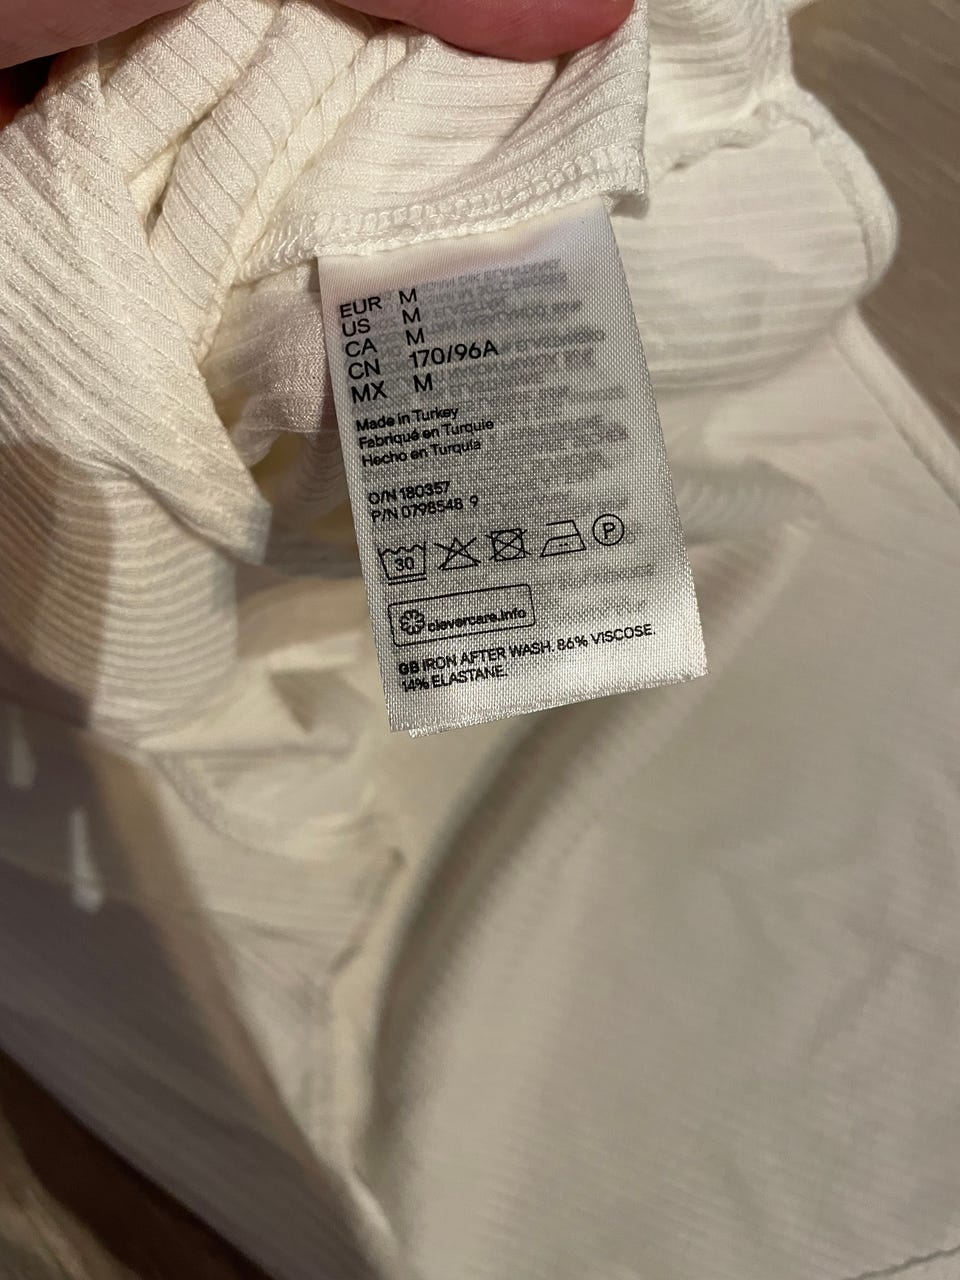 EUR M
US M
CA M
CN 170/96A
MX M
Made in Turkey
Fabriqué en Turquie
Hecho en Turquía
O/N 180357
P/N 0798548 9
30
P
clevercare.info
GB IRON AFTER WASH. 86% VISCOSE.
14% ELASTANE.